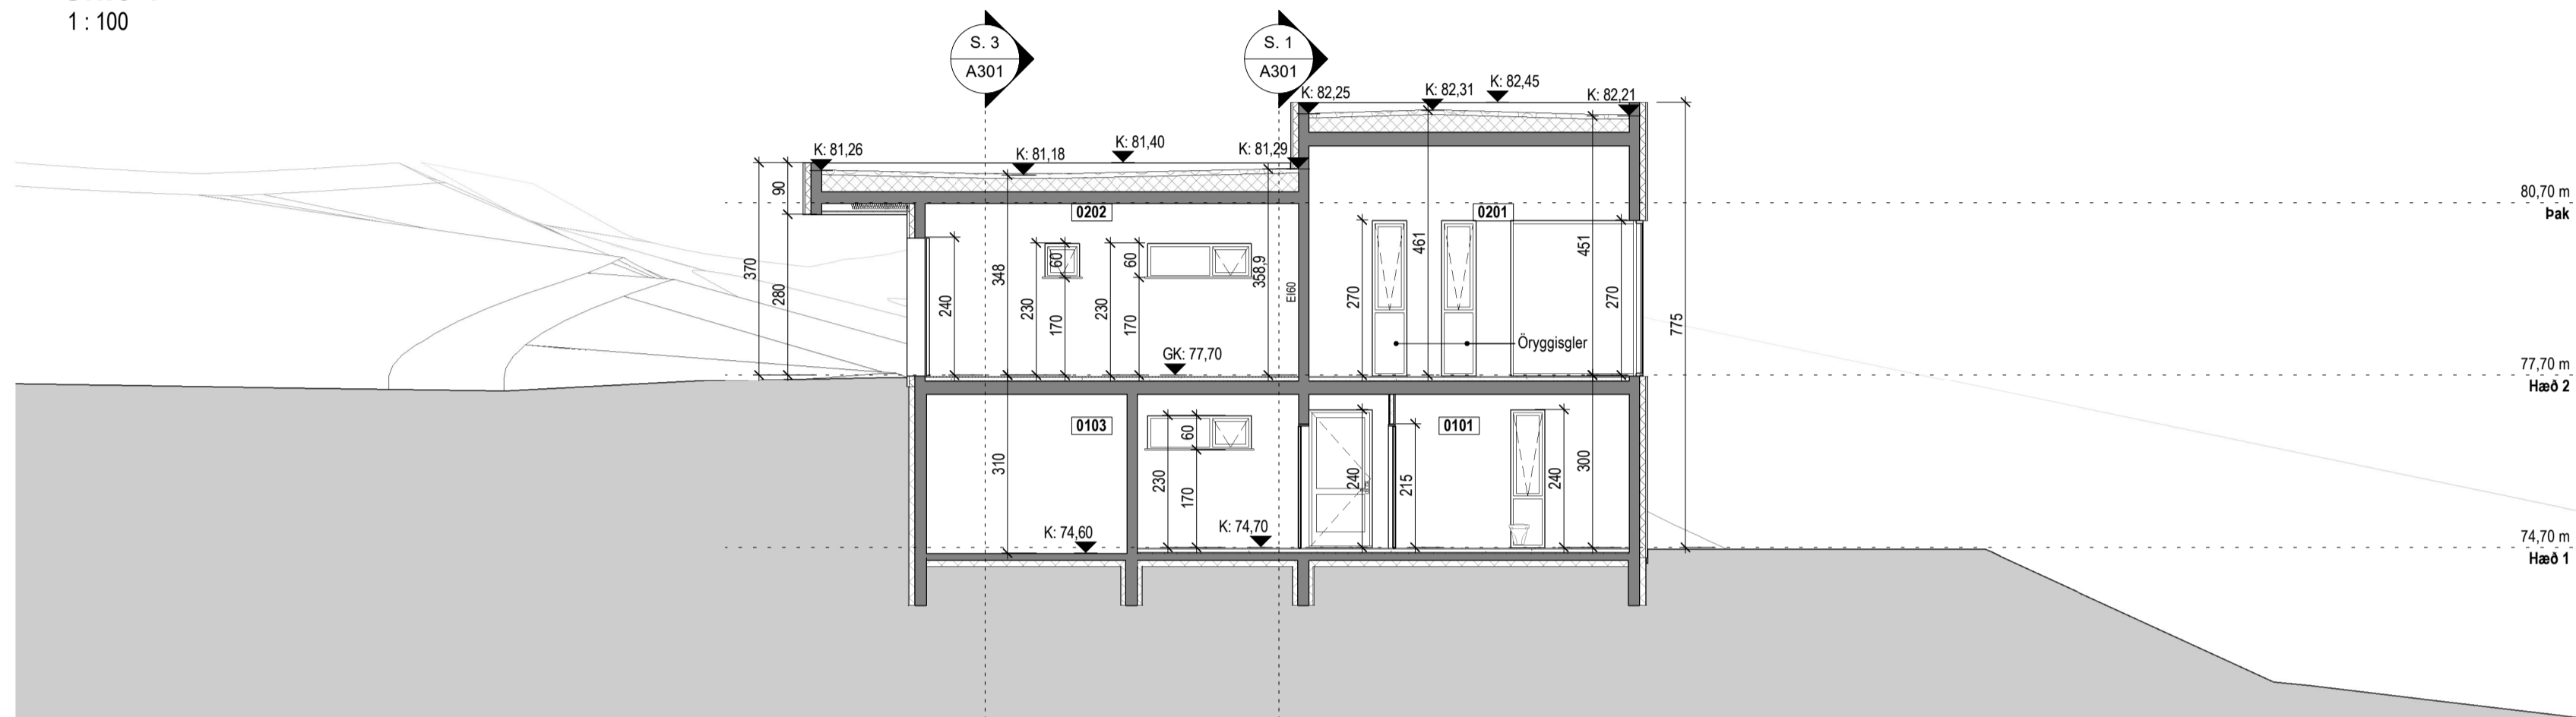 1 : 100
S. 3
A301
S. 1
A301
K: 82,25
K: 82,31
K: 82,45
K: 82,21
K: 81,26
K: 81,18
K: 81,40
K: 81,29
80,70 m
Þak
0202
0201
90
370
280
240
348
230
60
170
230
60
170
358,9
EI60
270
461
451
270
775
Öryggisgler
GK: 77,70
77,70 m
Hæð 2
0103
0101
310
230
60
170
240
215
240
300
K: 74,60
K: 74,70
74,70 m
Hæð 1